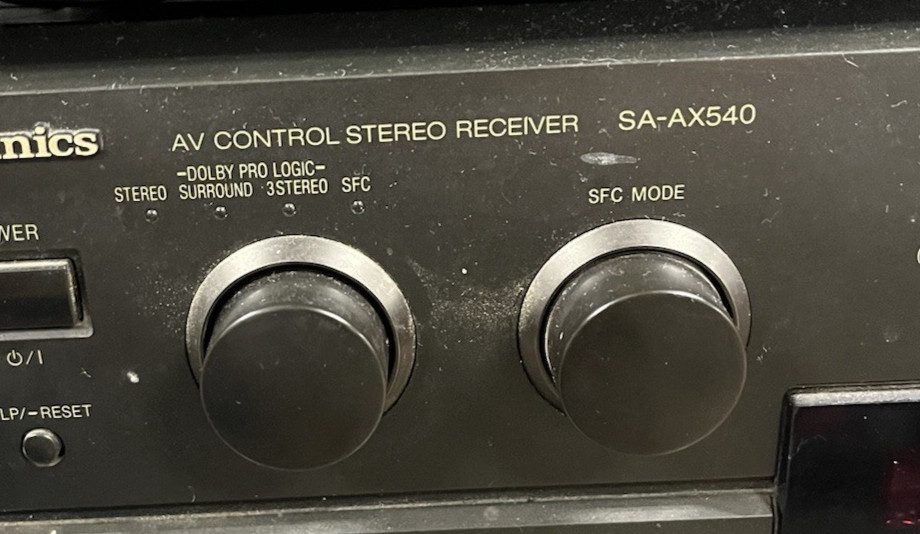 nics
AV CONTROL STEREO RECEIVER SA-AX540
-DOLBY PRO LOGIC-
STEREO SURROUND 3STEREO SFC
SFC MODE
WER
⏻/I
LP/-RESET